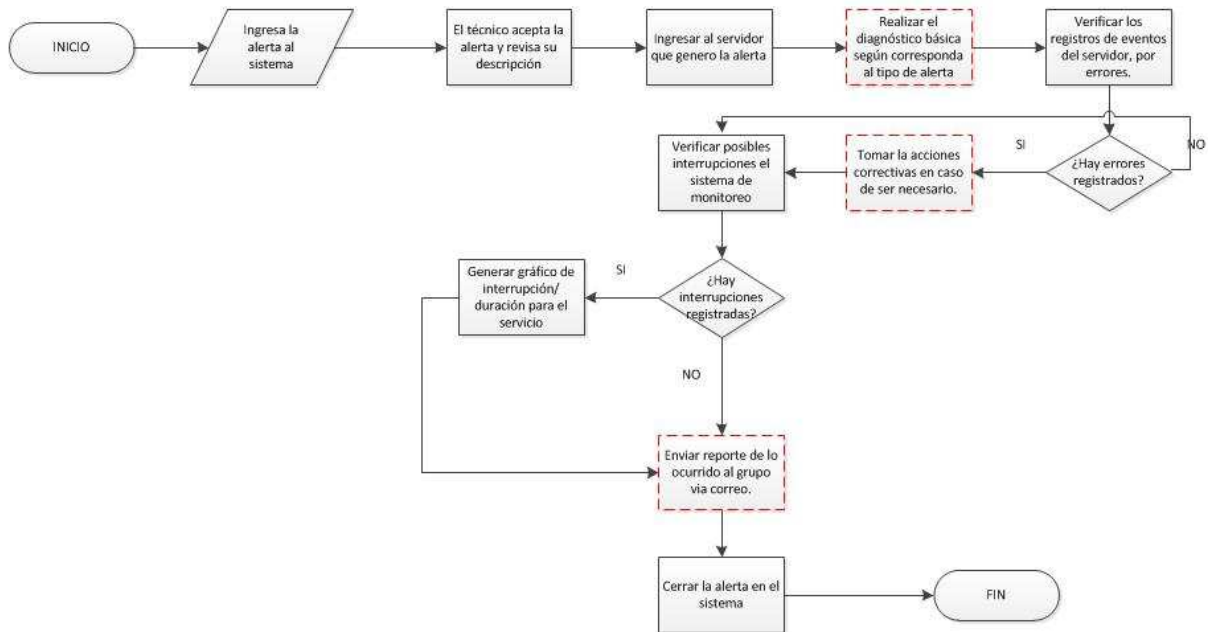 INICIO
Ingresa la
alerta al
sistema
El técnico acepta la
alerta y revisa su
descripción
Ingresar al servidor
que genero la alerta
Realizar el
diagnóstico básica
según corresponda
al tipo de alerta
Verificar los
registros de eventos
del servidor, por
errores.
Verificar posibles
interrupciones el
sistema de
monitoreo
Tomar la acciones
correctivas en caso
de ser necesario.
SI
¿Hay errores
registrados?
NO
Generar gráfico de
interrupción/
duración para el
servicio
SI
¿Hay
interrupciones
registradas?
NO
Enviar reporte de lo
ocurrido al grupo
via correo.
Cerrar la alerta en el
sistema
FIN